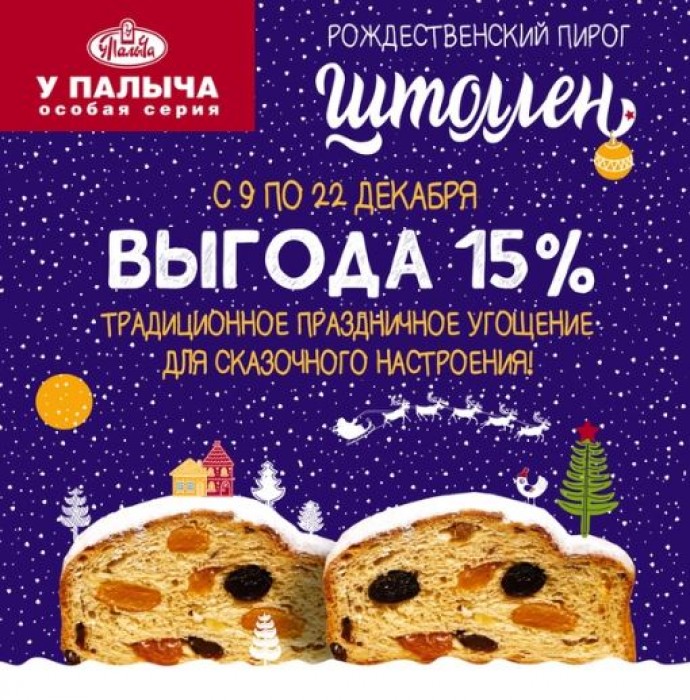 У Палыча
У ПАЛЫЧА
особая серия
РОЖДЕСТВЕНСКИЙ ПИРОГ
Штоллен
С 9 ПО 22 ДЕКАБРЯ
ВЫГОДА 15%
ТРАДИЦИОННОЕ ПРАЗДНИЧНОЕ УГОЩЕНИЕ
ДЛЯ СКАЗОЧНОГО НАСТРОЕНИЯ!